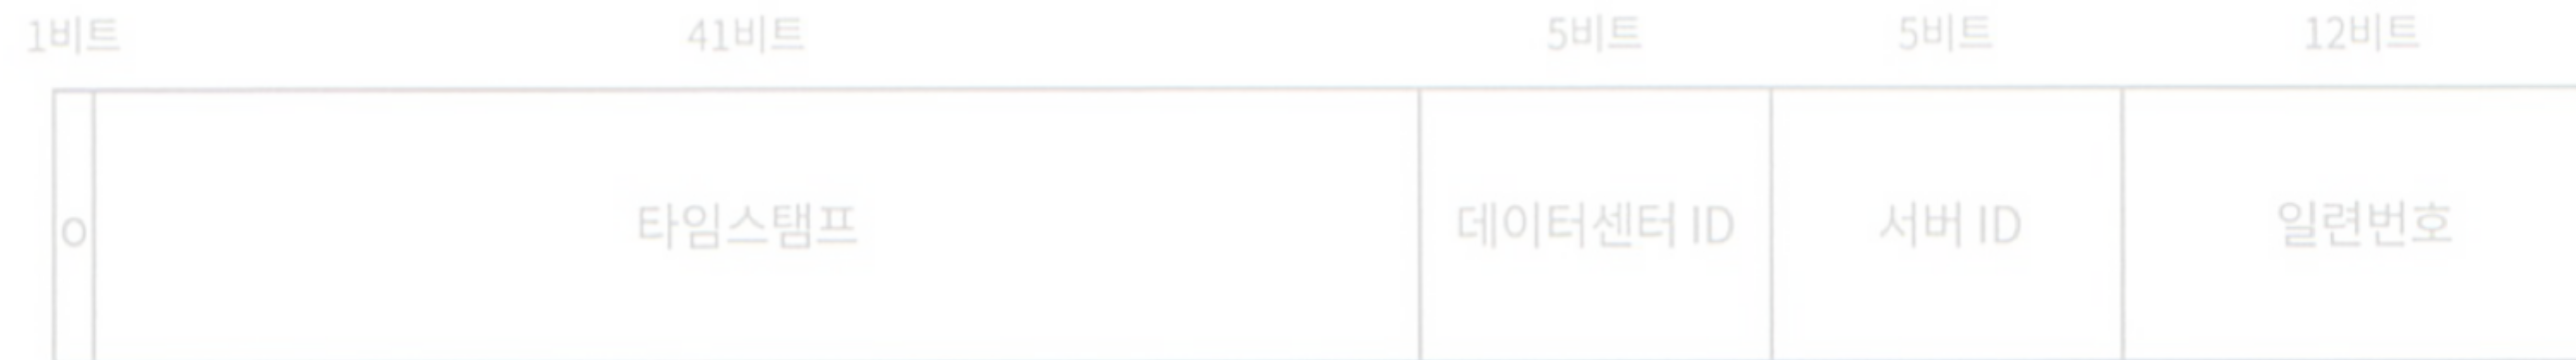 1비트 41비트 5비트 5비트 12비트
0 타임스탬프 데이터센터 ID 서버 ID 일련번호